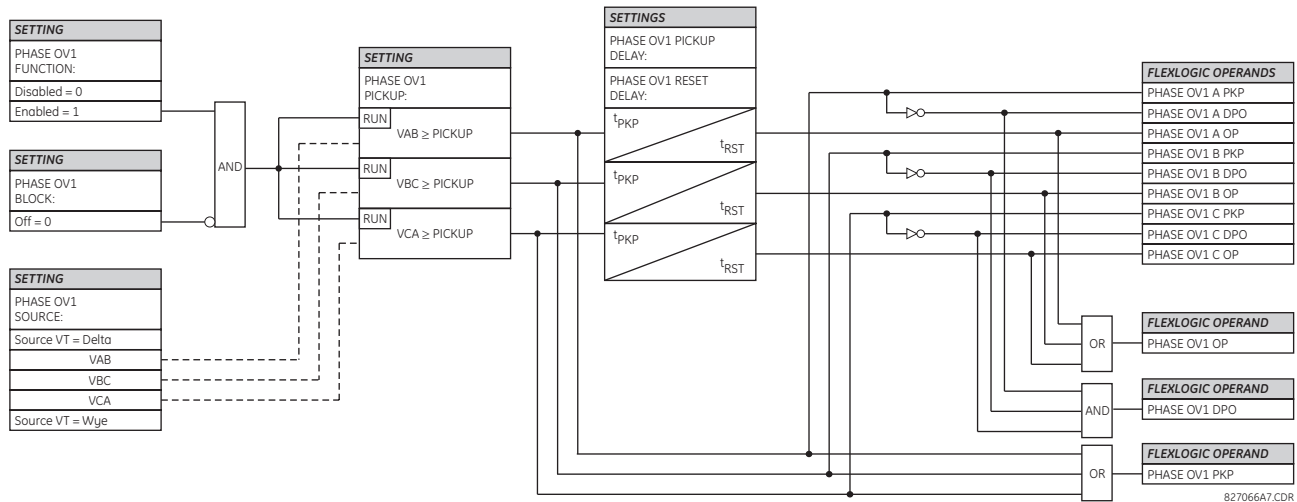 SETTING
PHASE OV1
FUNCTION:
Disabled = 0
Enabled = 1
SETTING
PHASE OV1
BLOCK:
Off = 0
SETTING
PHASE OV1
SOURCE:
Source VT = Delta
VAB
VBC
VCA
Source VT = Wye
AND
SETTING
PHASE OV1
PICKUP:
RUN
VAB ≥ PICKUP
RUN
VBC ≥ PICKUP
RUN
VCA ≥ PICKUP
SETTINGS
PHASE OV1 PICKUP
DELAY:
PHASE OV1 RESET
DELAY:
tPKP
tRST
tPKP
tRST
tPKP
tRST
FLEXLOGIC OPERANDS
PHASE OV1 A PKP
PHASE OV1 A DPO
PHASE OV1 A OP
PHASE OV1 B PKP
PHASE OV1 B DPO
PHASE OV1 B OP
PHASE OV1 C PKP
PHASE OV1 C DPO
PHASE OV1 C OP
OR
FLEXLOGIC OPERAND
PHASE OV1 OP
AND
FLEXLOGIC OPERAND
PHASE OV1 DPO
OR
FLEXLOGIC OPERAND
PHASE OV1 PKP
827066A7.CDR